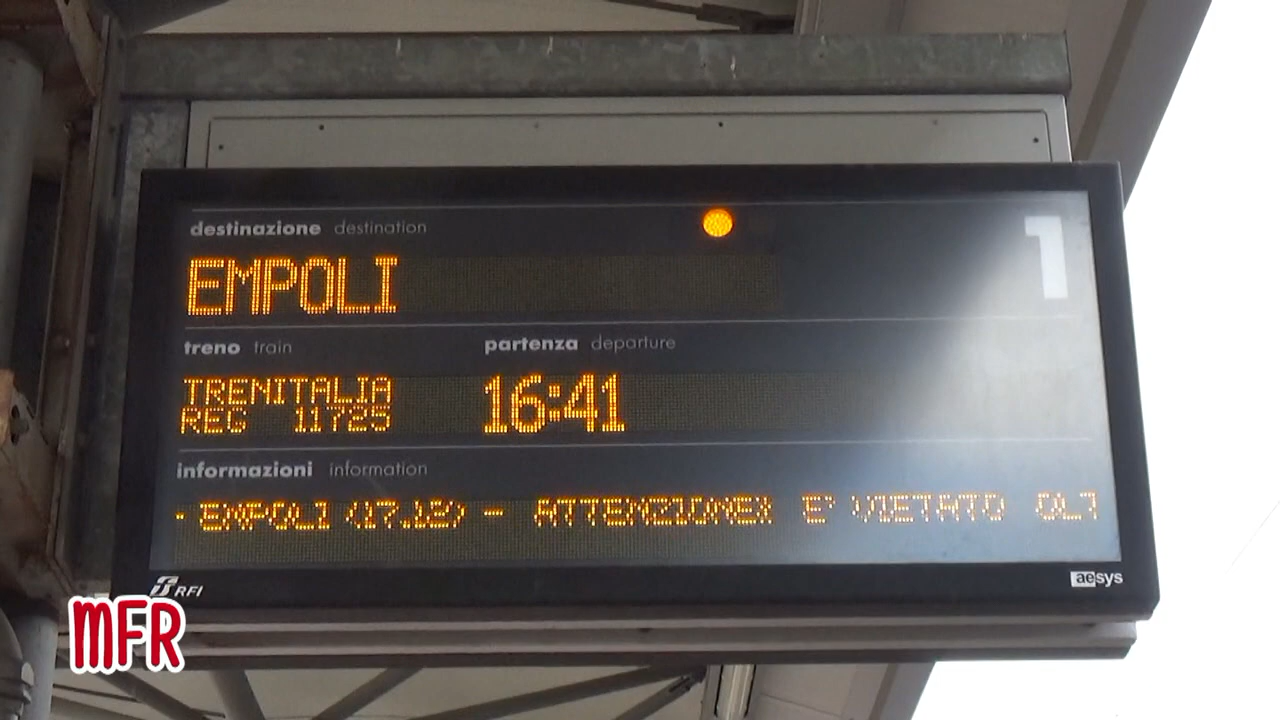 destinazione destination
1
EMPOLI
treno train
partenza departure
TRENITALIA
REG 11725
16:41
informazioni information
- EMPOLI (17.12) - ATTENZIONE! E' VIETATO OLT
RFI
aesys
MFR